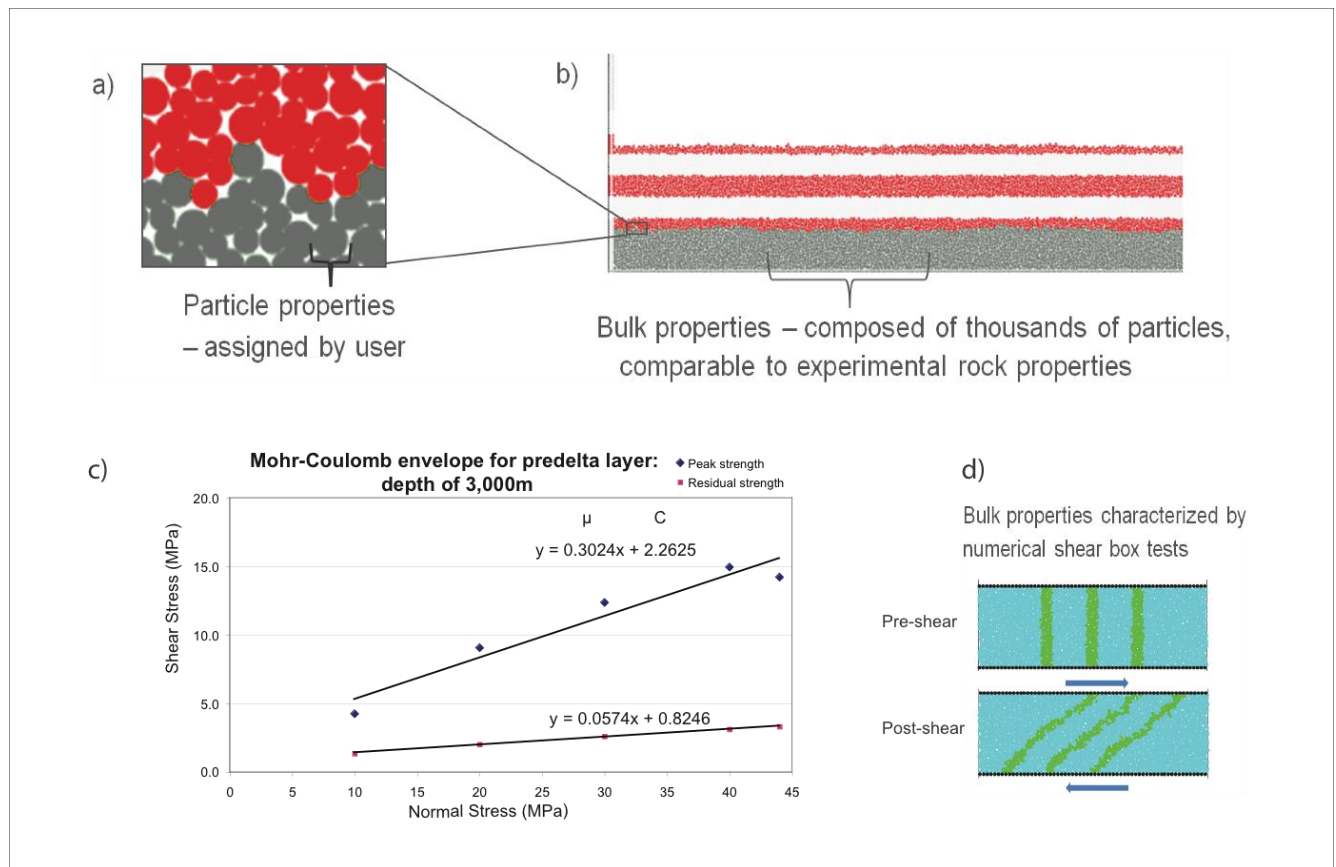 a)
b)
Particle properties
– assigned by user
Bulk properties – composed of thousands of particles,
comparable to experimental rock properties
c)
Mohr-Coulomb envelope for predelta layer:
depth of 3,000m
Peak strength
Residual strength
20.0
15.0
10.0
5.0
0.0
Shear Stress (MPa)
μ C
y = 0.3024x + 2.2625
y = 0.0574x + 0.8246
0 5 10 15 20 25 30 35 40 45
Normal Stress (MPa)
d)
Bulk properties characterized by
numerical shear box tests
Pre-shear
Post-shear